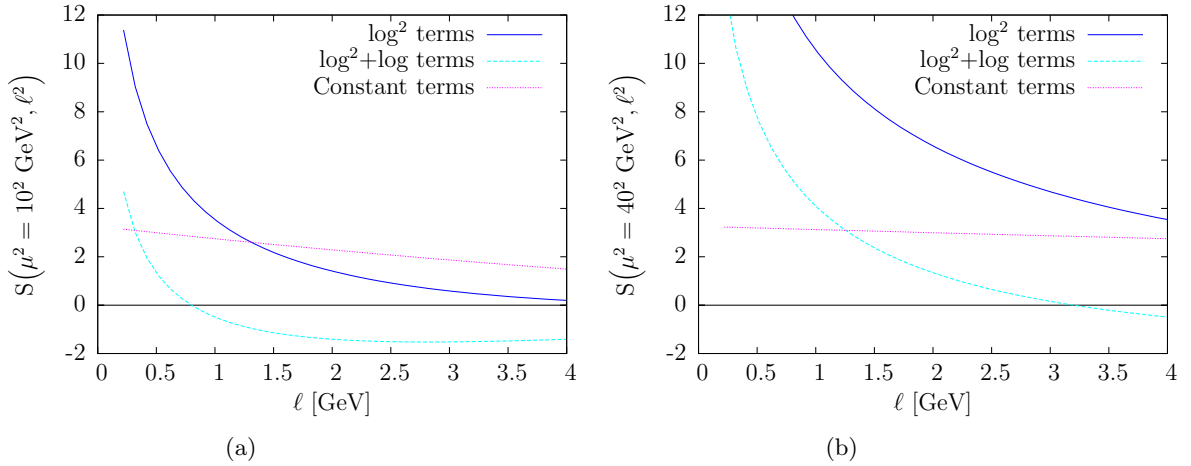 S(μ² = 10² GeV², ℓ²)
12
10
8
6
4
2
0
-2
log² terms
log²+log terms
Constant terms
0 0.5 1 1.5 2 2.5 3 3.5 4
ℓ [GeV]
(a)
S(μ² = 40² GeV², ℓ²)
12
10
8
6
4
2
0
-2
log² terms
log²+log terms
Constant terms
0 0.5 1 1.5 2 2.5 3 3.5 4
ℓ [GeV]
(b)